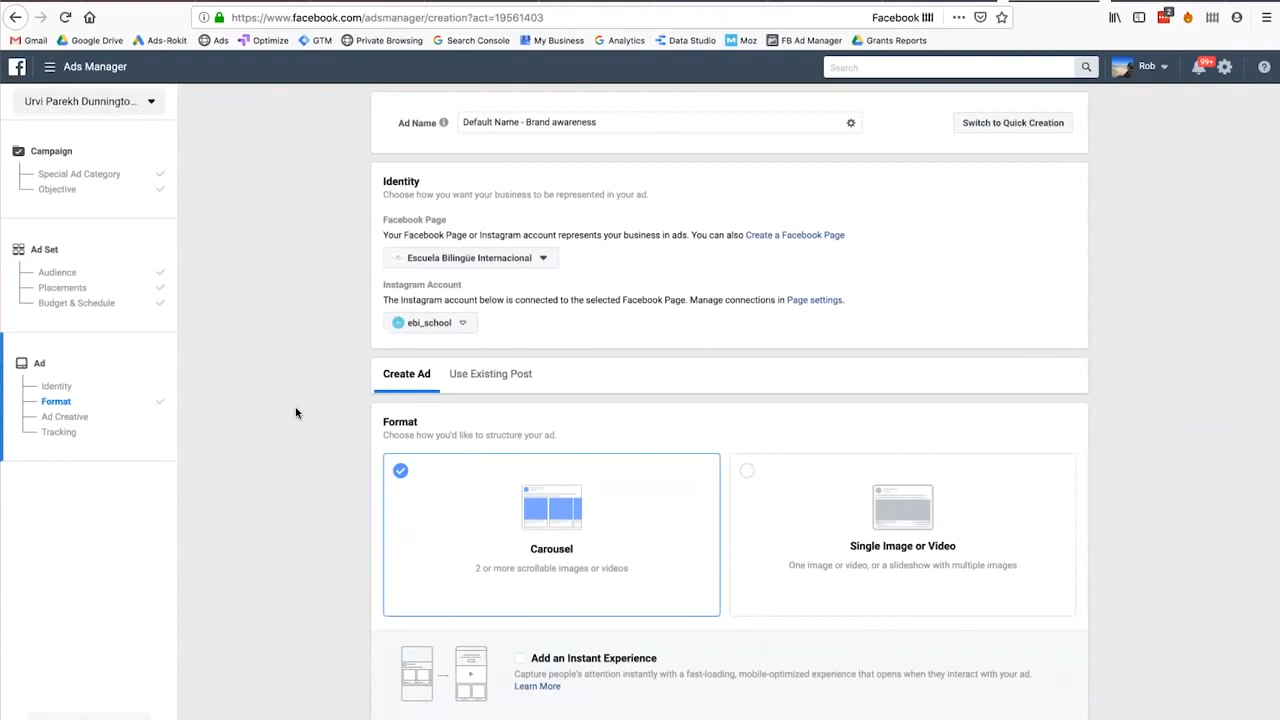 https://www.facebook.com/adsmanager/creation?act=19561403
Facebook
2
Gmail Google Drive Ads-Rokit Ads Optimize GTM Private Browsing Search Console My Business Analytics Data Studio Moz FB Ad Manager Grants Reports
Ads Manager
Search
Rob
99+
Urvi Parekh Dunningto...
Ad Name
Default Name - Brand awareness
Switch to Quick Creation
Campaign
Special Ad Category
Objective
Ad Set
Audience
Placements
Budget & Schedule
Ad
Identity
Format
Ad Creative
Tracking
Identity
Choose how you want your business to be represented in your ad.
Facebook Page
Your Facebook Page or Instagram account represents your business in ads. You can also Create a Facebook Page
Escuela Bilingüe Internacional
Instagram Account
The Instagram account below is connected to the selected Facebook Page. Manage connections in Page settings.
ebi_school
Create Ad Use Existing Post
Format
Choose how you'd like to structure your ad.
Carousel
2 or more scrollable images or videos
Single Image or Video
One image or video, or a slideshow with multiple images
Add an Instant Experience
Capture people's attention instantly with a fast-loading, mobile-optimized experience that opens when they interact with your ad.
Learn More